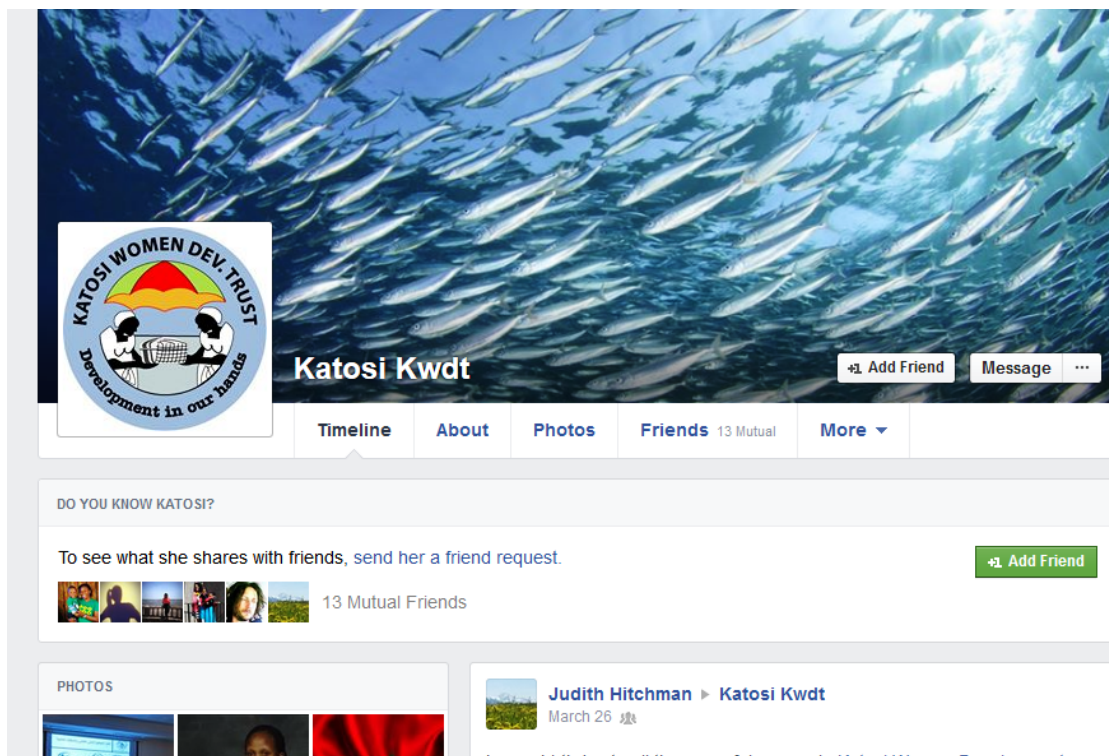 KATOSI WOMEN DEV. TRUST
Development in our hands
Katosi Kwdt
+1 Add Friend
Message ...
Timeline About Photos Friends 13 Mutual More
DO YOU KNOW KATOSI?
To see what she shares with friends, send her a friend request.
+1 Add Friend
13 Mutual Friends
PHOTOS
Judith Hitchman Katosi Kwdt
March 26